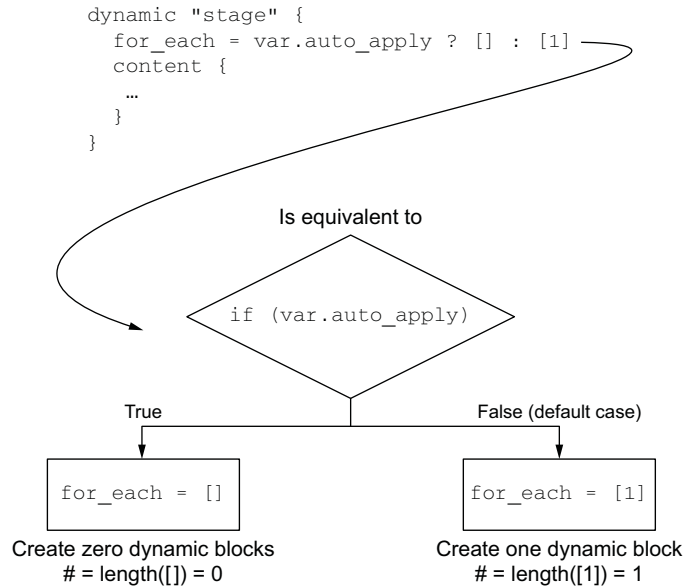 dynamic "stage" {
  for_each = var.auto_apply ? [] : [1]
  content {
   …
  }
}
Is equivalent to
if (var.auto_apply)
True
False (default case)
for_each = []
for_each = [1]
Create zero dynamic blocks
# = length([]) = 0
Create one dynamic block
# = length([1]) = 1